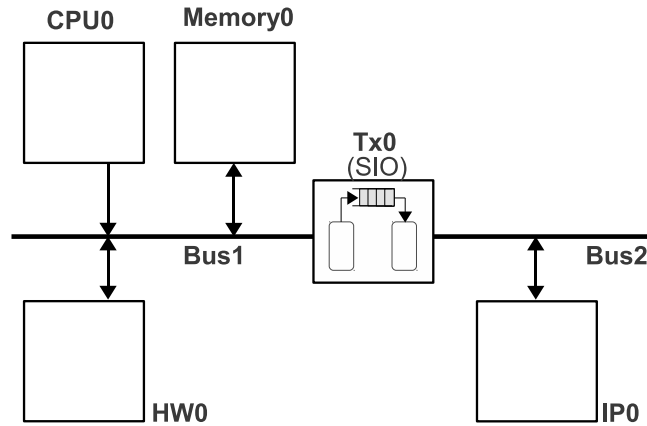 CPU0
Memory0
Tx0
(SIO)
Bus1
Bus2
HW0
IP0